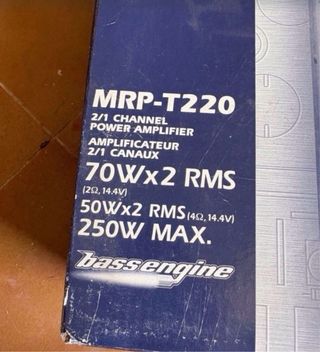 MRP-T220
2/1 CHANNEL
POWER AMPLIFIER
AMPLIFICATEUR
2/1 CANAUX
70Wx2 RMS
(2Ω, 14.4V)
50Wx2 RMS (4Ω, 14.4V)
250W MAX.
bassengine